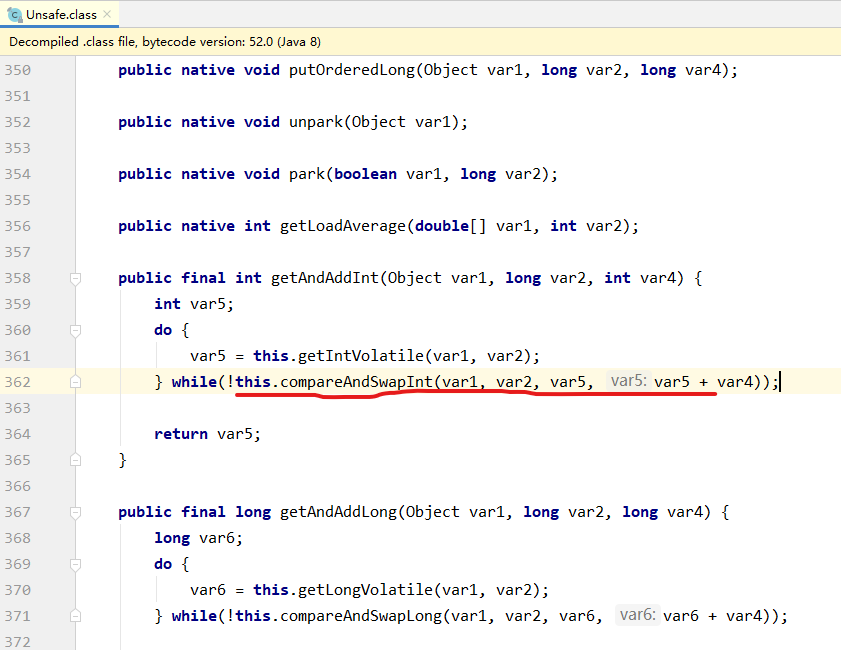 Unsafe.class
Decompiled .class file, bytecode version: 52.0 (Java 8)
350 public native void putOrderedLong(Object var1, long var2, long var4);
351
352 public native void unpark(Object var1);
353
354 public native void park(boolean var1, long var2);
355
356 public native int getLoadAverage(double[] var1, int var2);
357
358 public final int getAndAddInt(Object var1, long var2, int var4) {
359 int var5;
360 do {
361 var5 = this.getIntVolatile(var1, var2);
362 } while(!this.compareAndSwapInt(var1, var2, var5, var5: var5 + var4));
363
364 return var5;
365 }
366
367 public final long getAndAddLong(Object var1, long var2, long var4) {
368 long var6;
369 do {
370 var6 = this.getLongVolatile(var1, var2);
371 } while(!this.compareAndSwapLong(var1, var2, var6, var6: var6 + var4));
372